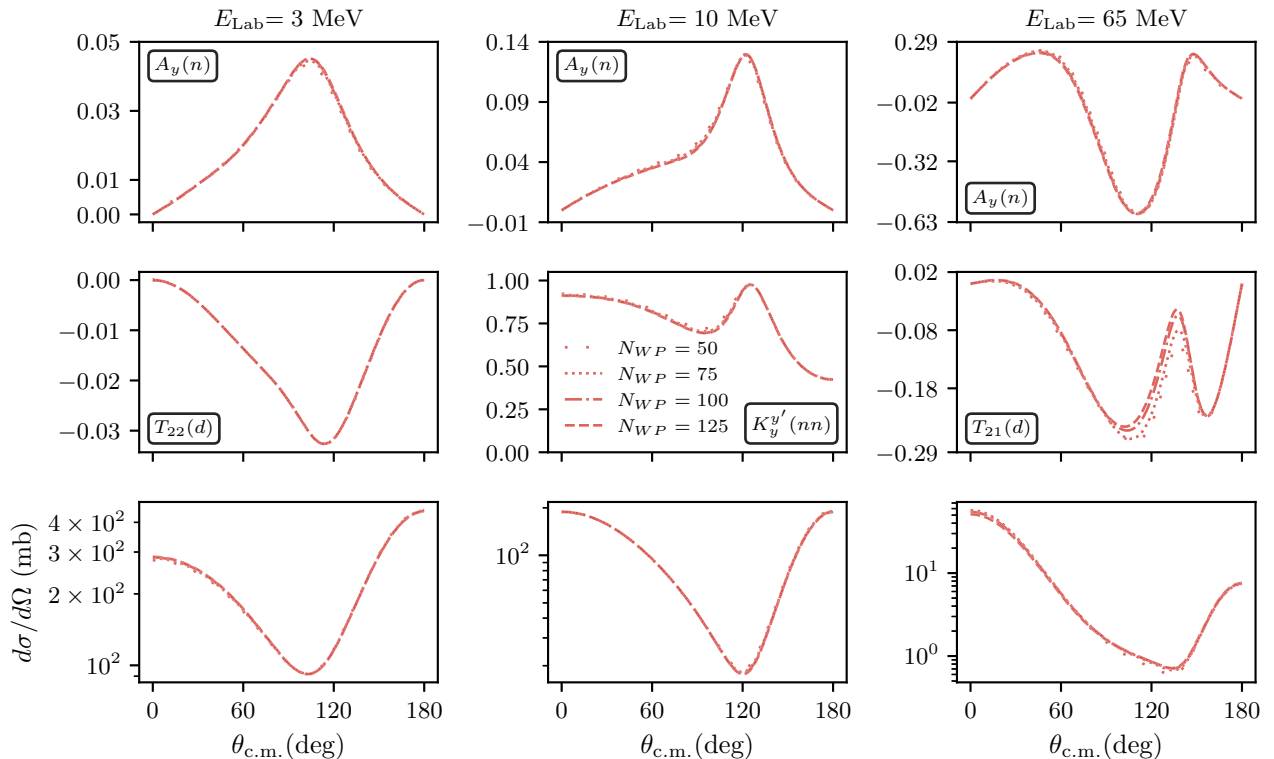 E_Lab= 3 MeV
E_Lab= 10 MeV
E_Lab= 65 MeV
0.05
0.03
0.01
0.00
A_y(n)
0.14
0.09
0.04
−0.01
A_y(n)
0.29
−0.02
−0.32
−0.63
A_y(n)
0.00
−0.01
−0.02
−0.03
T_22(d)
1.00
0.75
0.50
0.25
0.00
N_WP = 50
N_WP = 75
N_WP = 100
N_WP = 125
K_y^y′(nn)
0.02
−0.08
−0.18
−0.29
T_21(d)
dσ/dΩ (mb)
4 × 10^2
3 × 10^2
2 × 10^2
10^2
0 60 120 180
θ_c.m.(deg)
10^2
0 60 120 180
θ_c.m.(deg)
10^1
10^0
0 60 120 180
θ_c.m.(deg)